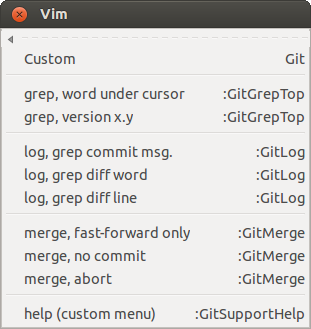 Vim
Custom Git
grep, word under cursor :GitGrepTop
grep, version x.y :GitGrepTop
log, grep commit msg. :GitLog
log, grep diff word :GitLog
log, grep diff line :GitLog
merge, fast-forward only :GitMerge
merge, no commit :GitMerge
merge, abort :GitMerge
help (custom menu) :GitSupportHelp